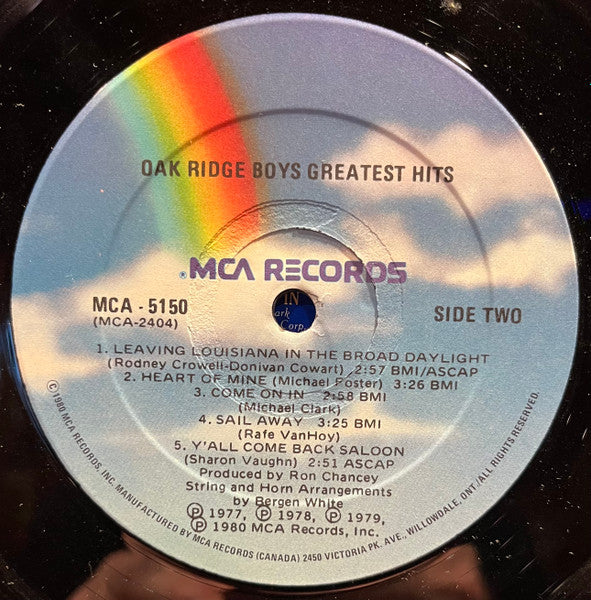 OAK RIDGE BOYS GREATEST HITS
®MCA RECORDS
MCA - 5150
(MCA-2404)
SIDE TWO
IN
ark
Corp.
1. LEAVING LOUISIANA IN THE BROAD DAYLIGHT
(Rodney Crowell-Donivan Cowart) 2:57 BMI/ASCAP
2. HEART OF MINE (Michael Foster) 3:26 BMI
3. COME ON IN 2:58 BMI
(Michael Clark)
4. SAIL AWAY 3:25 BMI
(Rafe VanHoy)
5. Y'ALL COME BACK SALOON
(Sharon Vaughn) 2:51 ASCAP
Produced by Ron Chancey
String and Horn Arrangements
by Bergen White
℗ 1977, ℗ 1978, ℗ 1979,
℗ 1980 MCA Records, Inc.
©1980 MCA RECORDS, INC. MANUFACTURED BY MCA RECORDS (CANADA) 2450 VICTORIA PK. AVE., WILLOWDALE, ONT./ALL RIGHTS RESERVED.